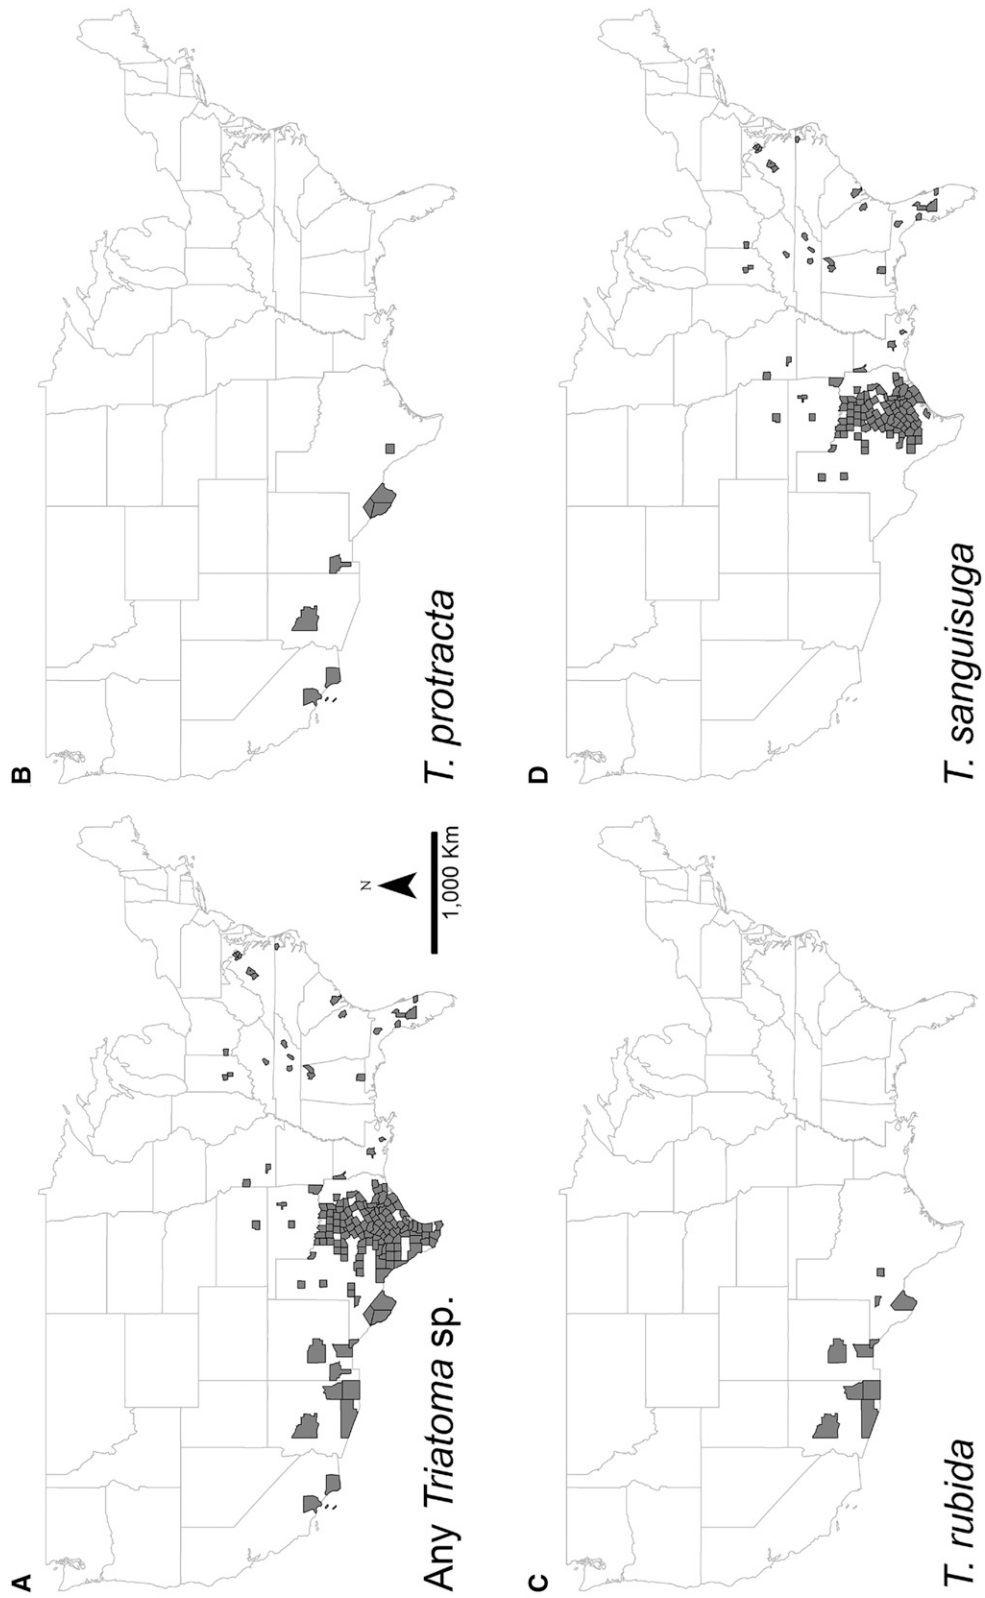 A
Any Triatoma sp.
N
1,000 Km
B
T. protracta
C
T. rubida
D
T. sanguisuga